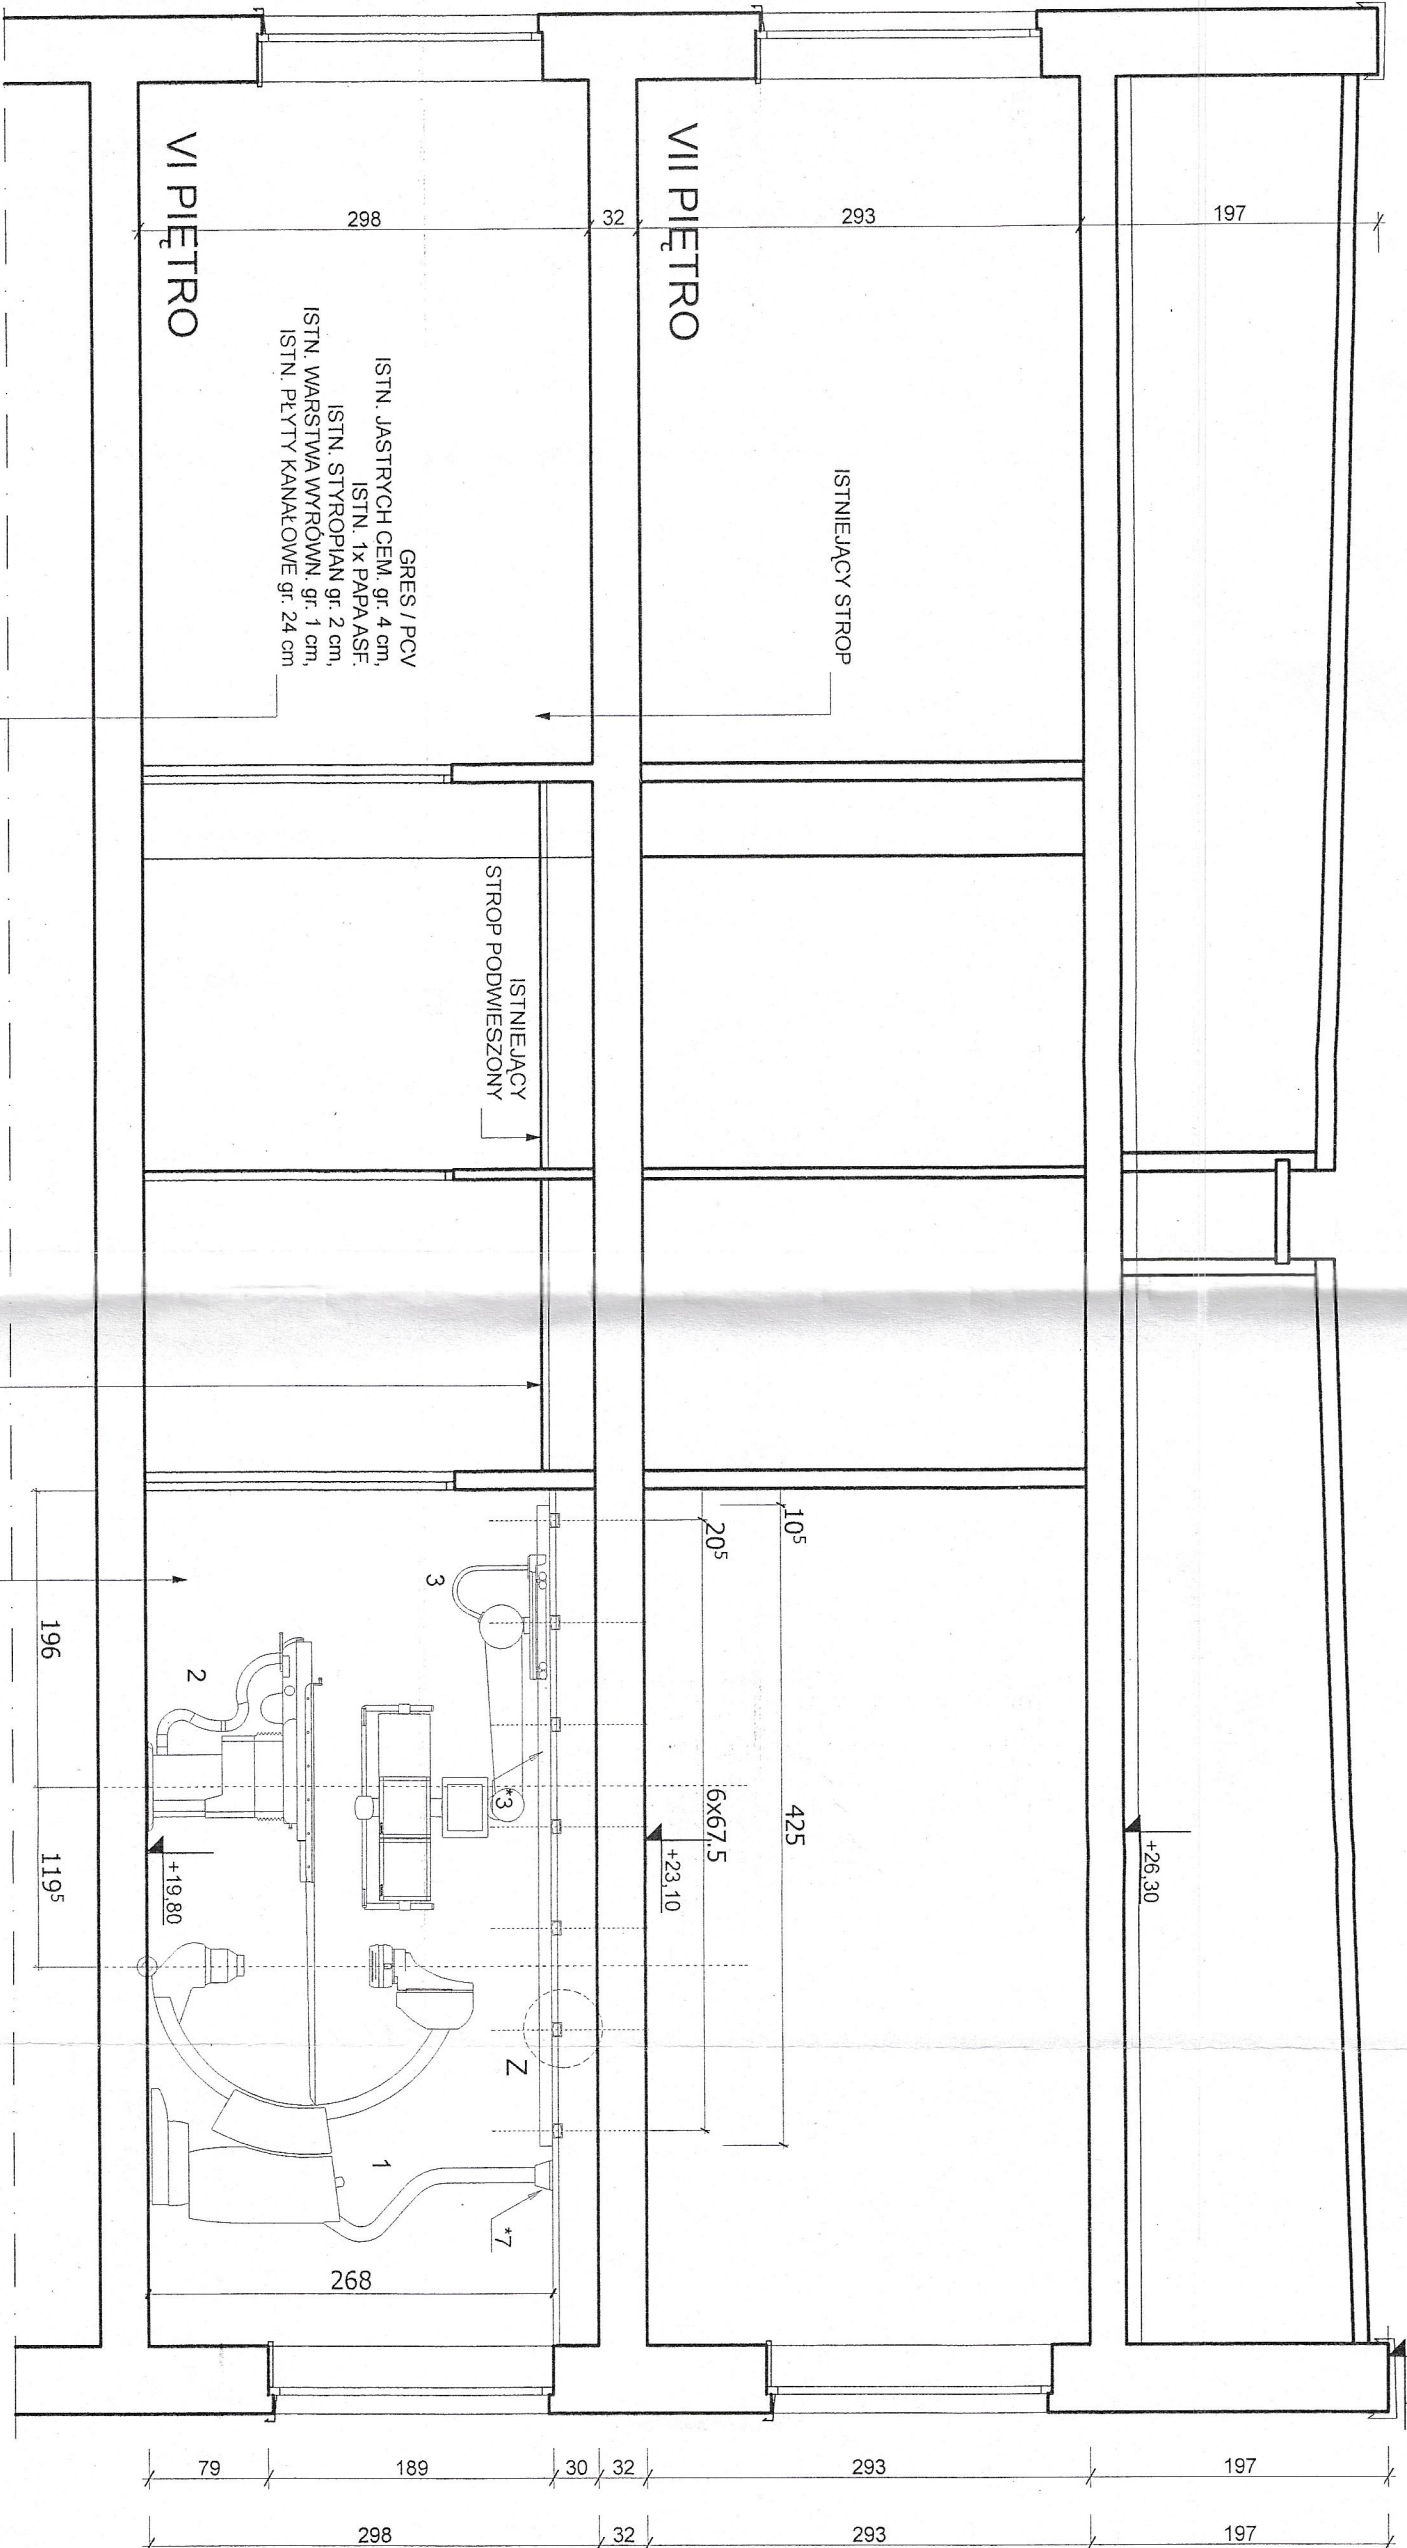 VII PIĘTRO
VI PIĘTRO
197
293
32
298
ISTNIEJĄCY STROP
GRES / PCV
ISTN. JASTRYCH CEM. gr. 4 cm,
ISTN. 1x PAPA ASF.
ISTN. STYROPIAN gr. 2 cm,
ISTN. WARSTWA WYRÓWN. gr. 1 cm,
ISTN. PŁYTY KANAŁOWE gr. 24 cm
ISTNIEJĄCY
STROP PODWIESZONY
10⁵
425
20⁵
6x67.5
+26,30
+23,10
+19,80
3
*3
2
Z
1
*7
196
119⁵
268
79
189
30
32
293
197
298
32
293
197